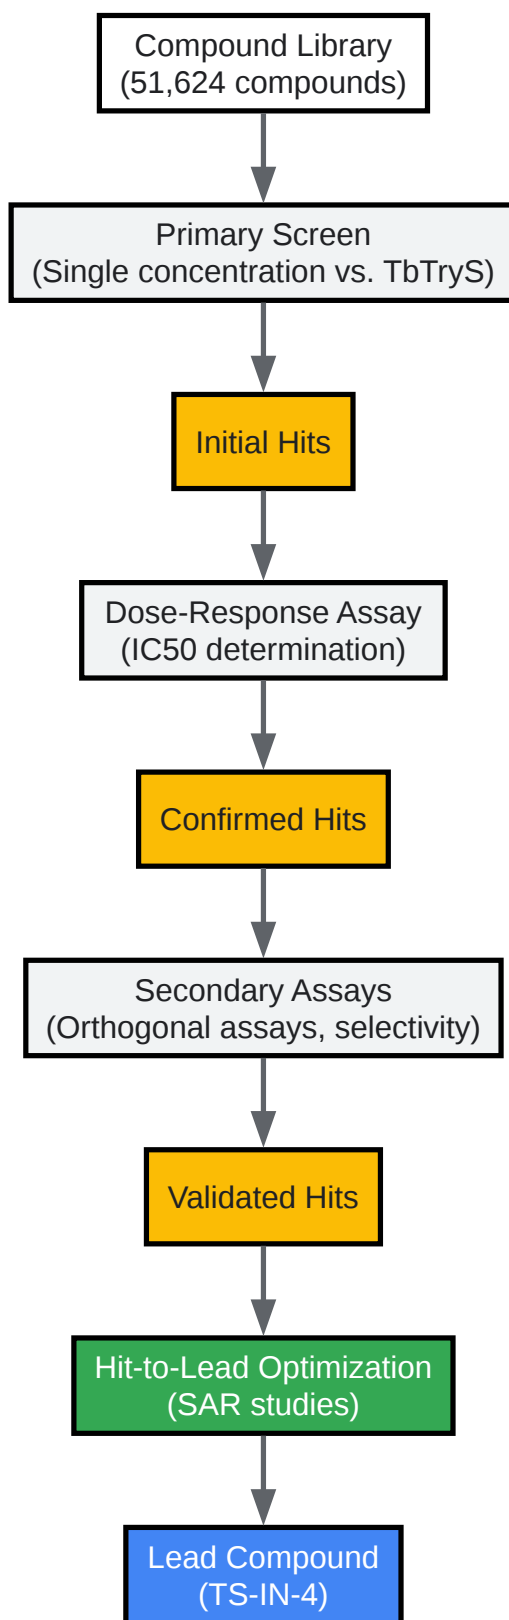 Compound Library
(51,624 compounds)
Primary Screen
(Single concentration vs. TbTryS)
Initial Hits
Dose-Response Assay
(IC50 determination)
Confirmed Hits
Secondary Assays
(Orthogonal assays, selectivity)
Validated Hits
Hit-to-Lead Optimization
(SAR studies)
Lead Compound
(TS-IN-4)